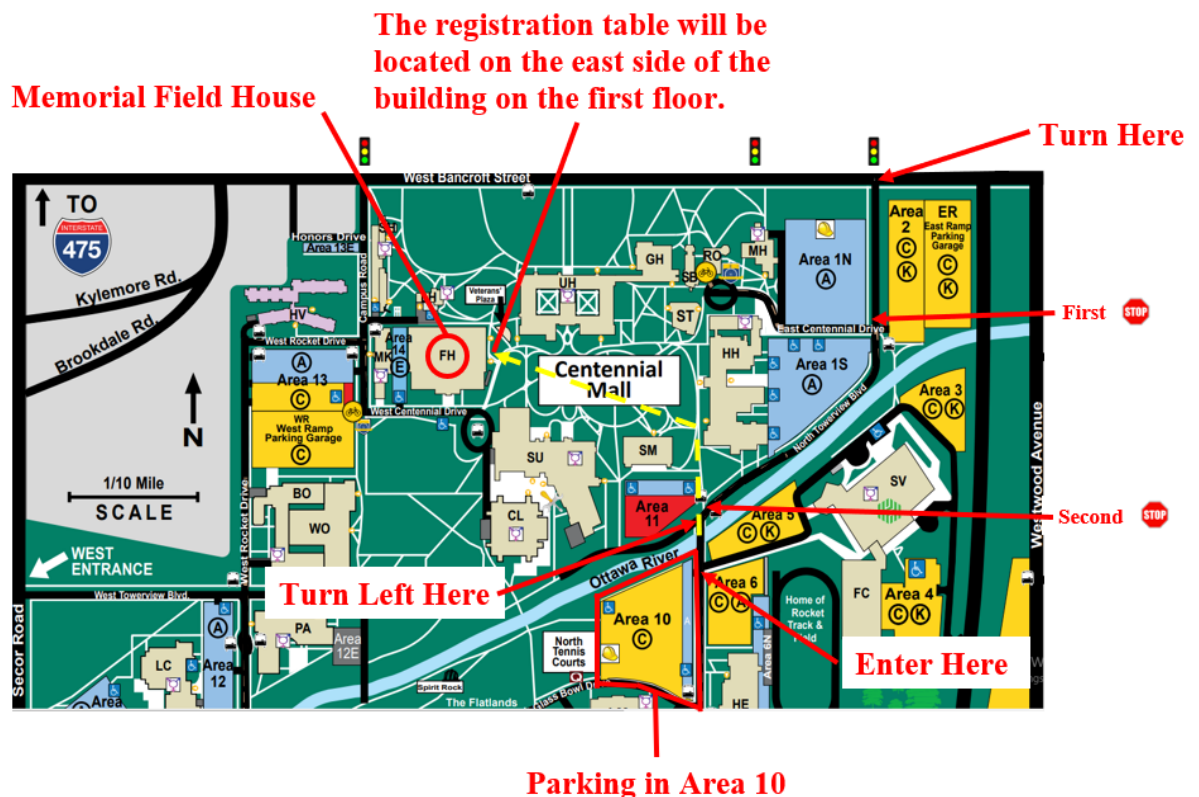 The registration table will be
located on the east side of the
building on the first floor.
Memorial Field House
Turn Here
West Bancroft Street
TO
INTERSTATE
475
Kylemore Rd.
Brookdale Rd.
N
1/10 Mile
SCALE
WEST
ENTRANCE
Secor Road
Honors Drive
Area 13E
Campus Road
HV
West Rocket Drive
A
Area 13
C
WR
West Ramp
Parking Garage
C
MK
Area
14
E
FH
West Centennial Drive
Veterans'
Plaza
UH
GH
SB
RO
MH
ST
HH
Centennial
Mall
SU
SM
CL
Area
11
Area 1N
A
Area
2
C
K
ER
East Ramp
Parking
Garage
C
K
First
STOP
East Centennial Drive
Area 1S
A
North Towerview Blvd
Area 3
C K
SV
Westwood Avenue
Second
STOP
Area 5
C K
Ottawa River
BO
WO
West Rocket Drive
West Towerview Blvd.
Turn Left Here
PA
Area
12E
A
Area
12
LC
Area
Spirit Rock
The Flatlands
North
Tennis
Courts
Area 10
C
A
Area 6
C A
Area 6N
HE
Home of
Rocket
Track &
Field
FC
Area 4
C K
Enter Here
Parking in Area 10